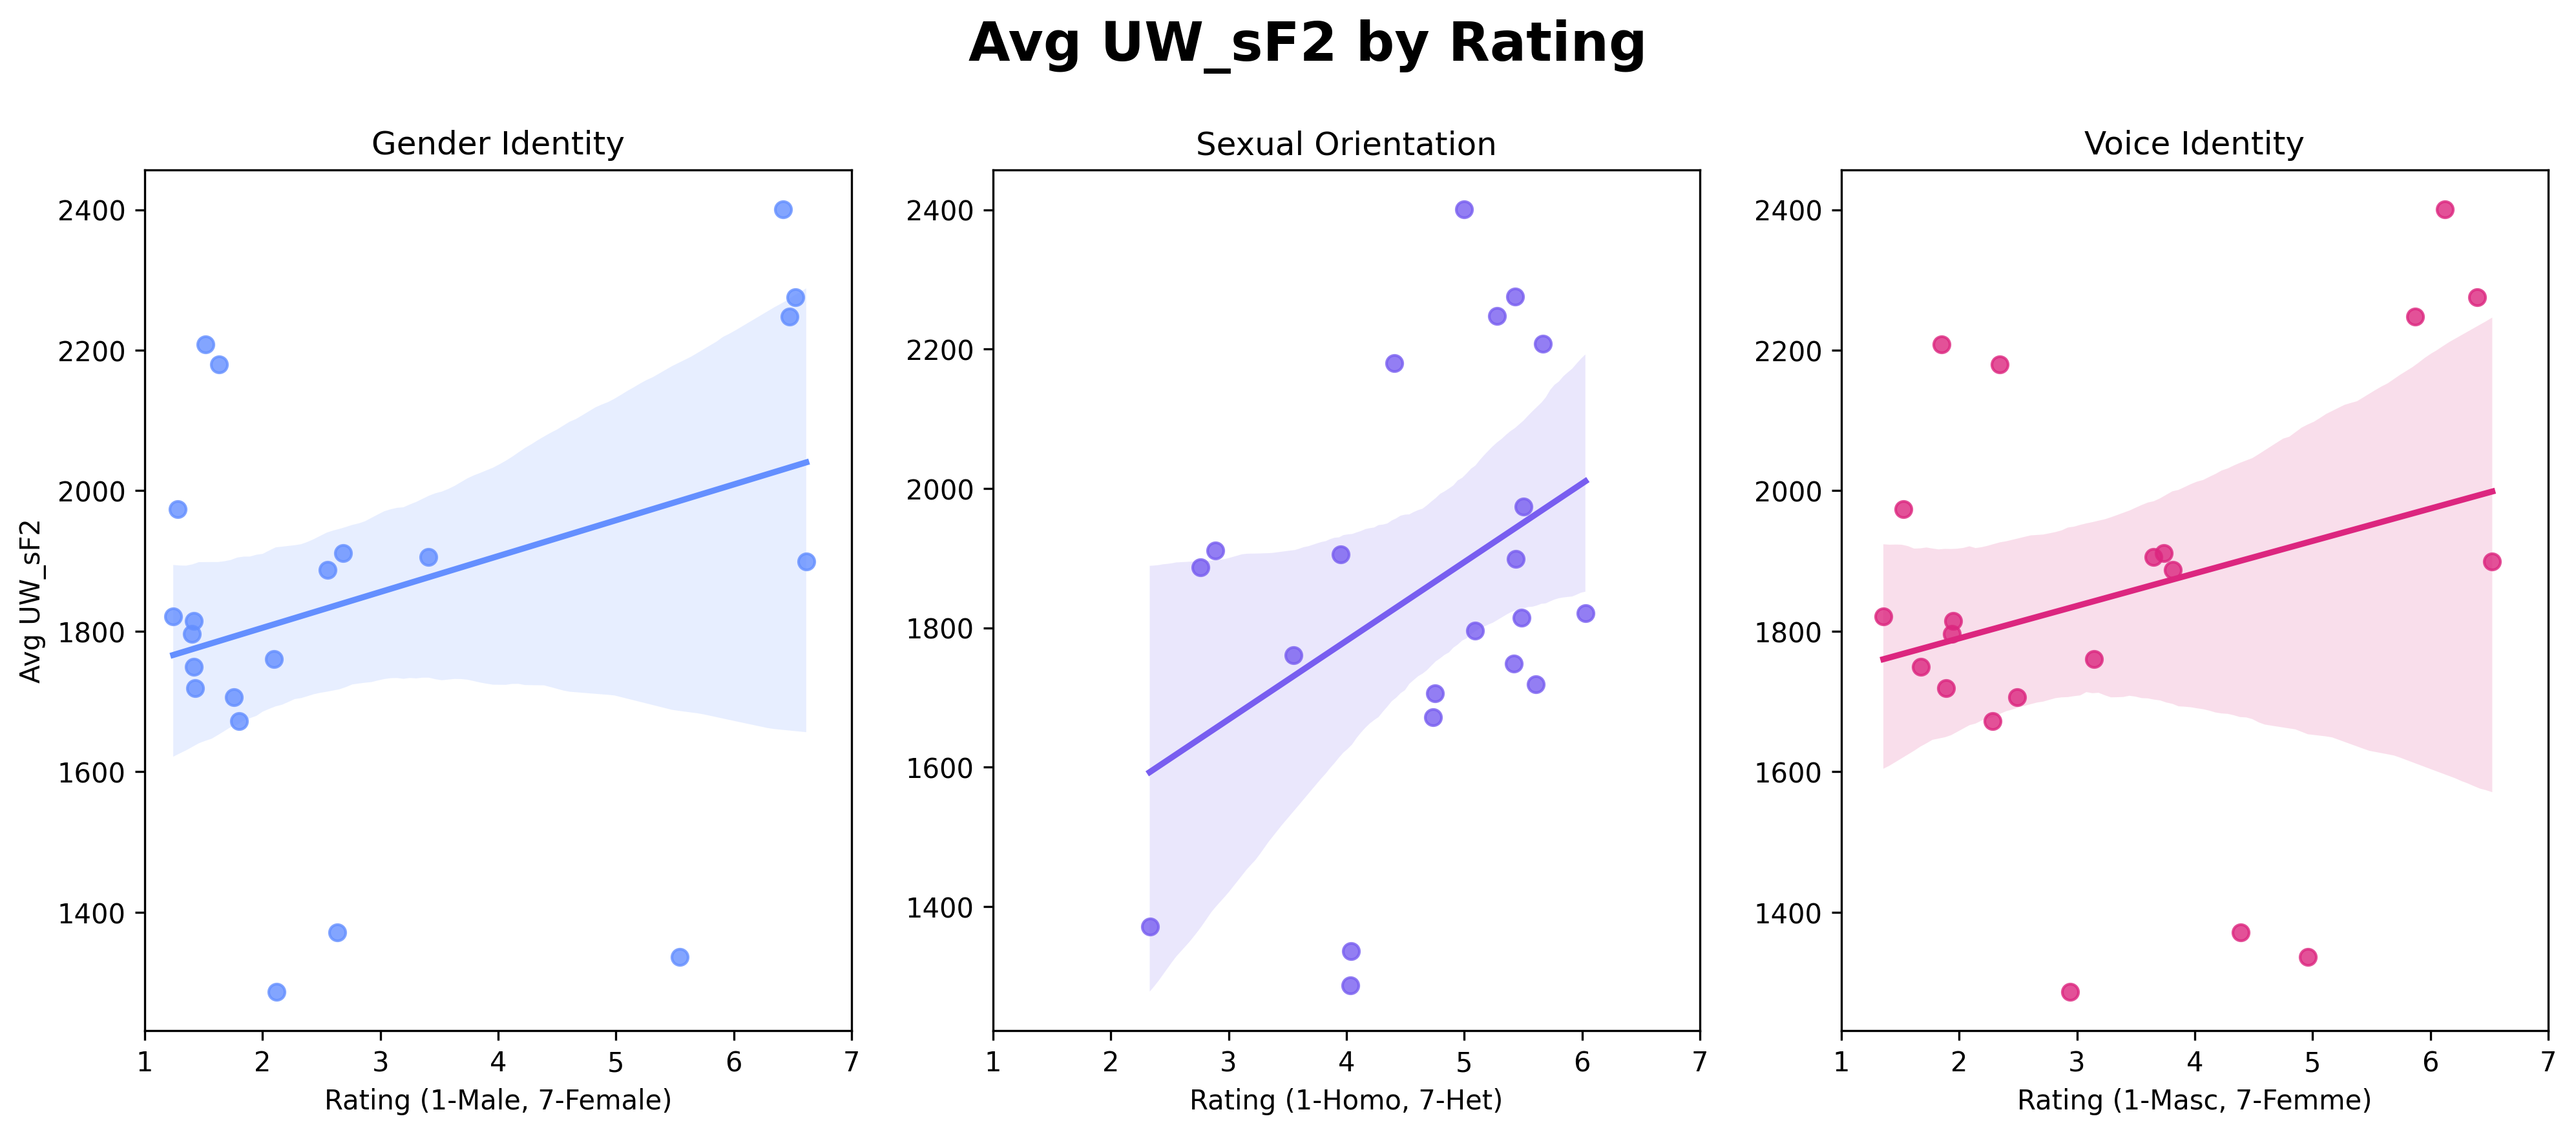 Avg UW_sF2 by Rating
Gender Identity
Sexual Orientation
Voice Identity
Avg UW_sF2
2400
2200
2000
1800
1600
1400
1 2 3 4 5 6 7
Rating (1-Male, 7-Female)
2400
2200
2000
1800
1600
1400
1 2 3 4 5 6 7
Rating (1-Homo, 7-Het)
2400
2200
2000
1800
1600
1400
1 2 3 4 5 6 7
Rating (1-Masc, 7-Femme)